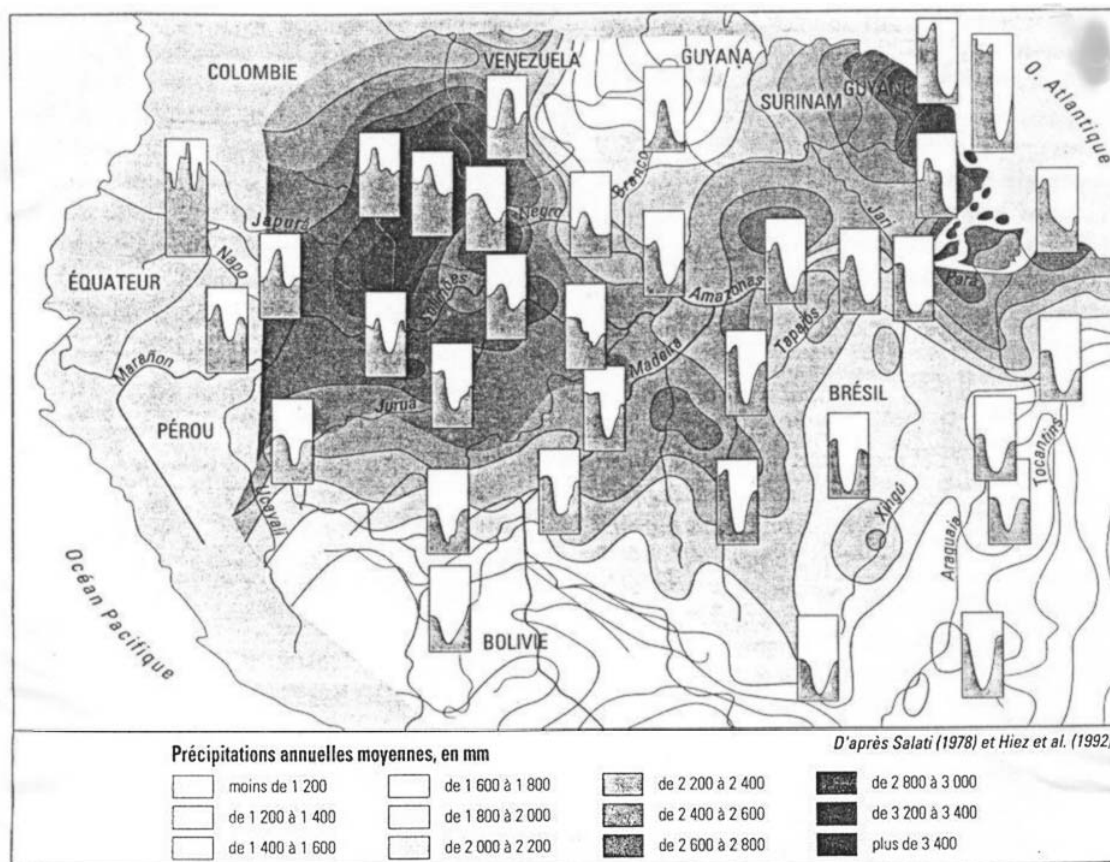 COLOMBIE
VENEZUELA
GUYANA
SURINAM
GUYANE
O. Atlantique
Japurá
Negro
Branco
Jari
Napo
ÉQUATEUR
Solimões
Amazonas
Pará
Marañon
Madeira
Tapajós
BRÉSIL
PÉROU
Juruá
Tocantins
Ucayali
Xingú
Araguaia
Océan Pacifique
BOLIVIE
Précipitations annuelles moyennes, en mm
D'après Salati (1978) et Hiez et al. (1992)
moins de 1 200
de 1 200 à 1 400
de 1 400 à 1 600
de 1 600 à 1 800
de 1 800 à 2 000
de 2 000 à 2 200
de 2 200 à 2 400
de 2 400 à 2 600
de 2 600 à 2 800
de 2 800 à 3 000
de 3 200 à 3 400
plus de 3 400